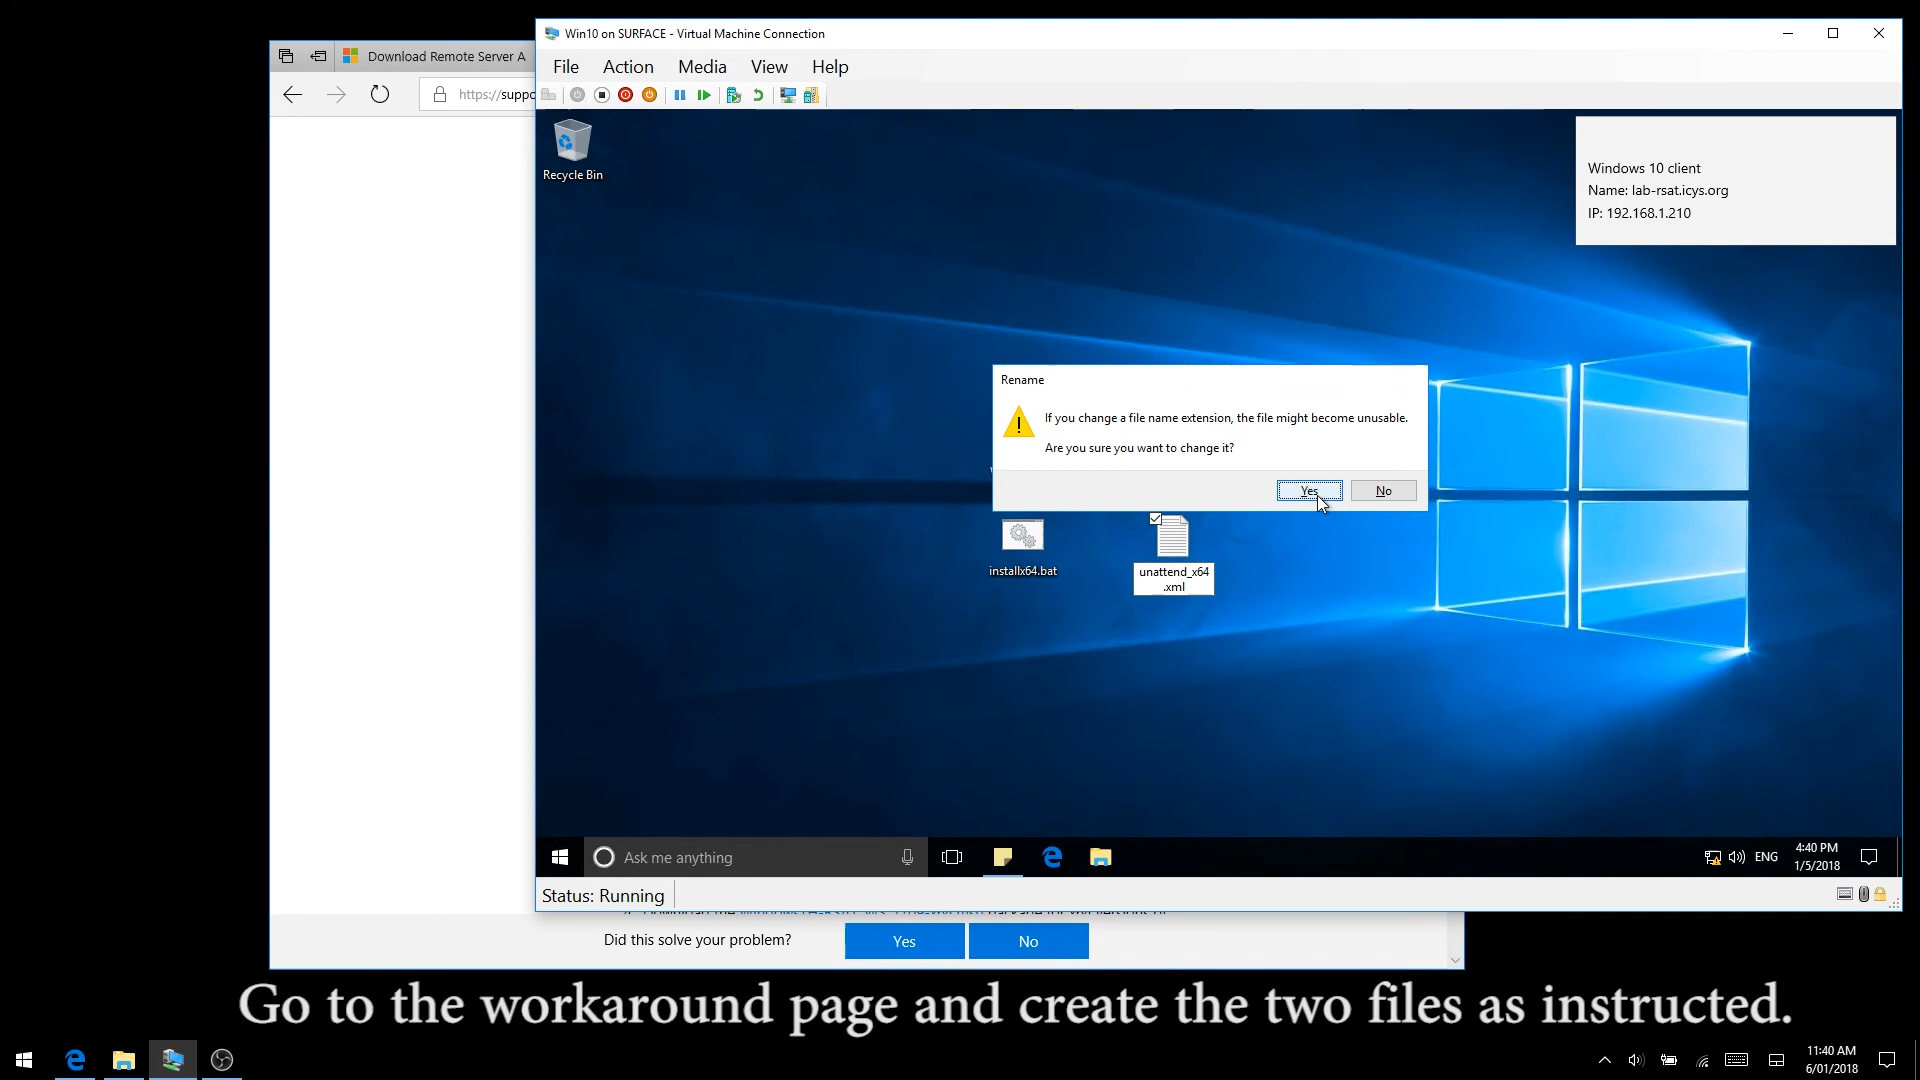 Win10 on SURFACE - Virtual Machine Connection
Download Remote Server A
File Action Media View Help
https://suppo
Recycle Bin
Windows 10 client
Name: lab-rsat.icys.org
IP: 192.168.1.210
Rename
If you change a file name extension, the file might become unusable.
Are you sure you want to change it?
Yes No
installx64.bat
unattend_x64
.xml
Ask me anything
ENG
4:40 PM
1/5/2018
Status: Running
Did this solve your problem?
Yes No
Go to the workaround page and create the two files as instructed.
11:40 AM
6/01/2018